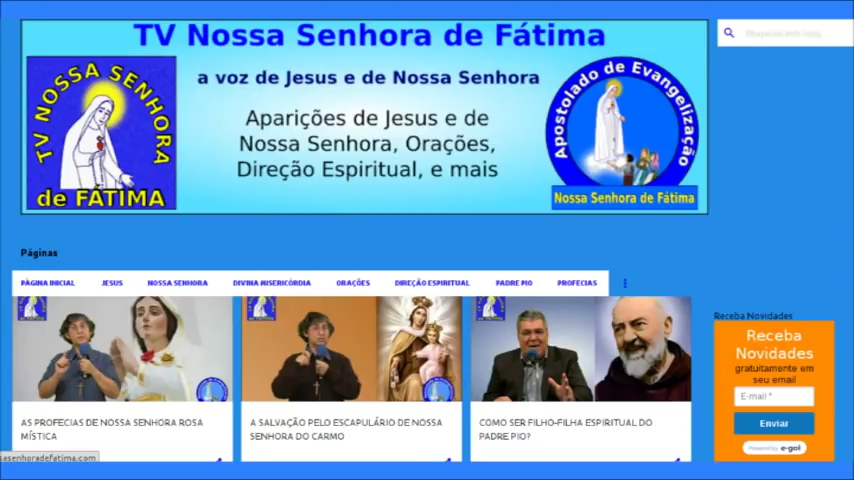 TV Nossa Senhora de Fátima
TV NOSSA SENHORA
de FÁTIMA
a voz de Jesus e de Nossa Senhora
Aparições de Jesus e de
Nossa Senhora, Orações,
Direção Espiritual, e mais
Apostolado de Evangelização
Nossa Senhora de Fátima
Páginas
PÁGINA INICIAL JESUS NOSSA SENHORA DIVINA MISERICÓRDIA ORAÇÕES DIREÇÃO ESPIRITUAL PADRE PIO PROFECIAS
AS PROFECIAS DE NOSSA SENHORA ROSA
MÍSTICA
A SALVAÇÃO PELO ESCAPULÁRIO DE NOSSA
SENHORA DO CARMO
COMO SER FILHO-FILHA ESPIRITUAL DO
PADRE PIO?
Receba Novidades
Receba
Novidades
gratuitamente em
seu email
E-mail *
Enviar
Powered by e-goi
sasenhoradefatima.com